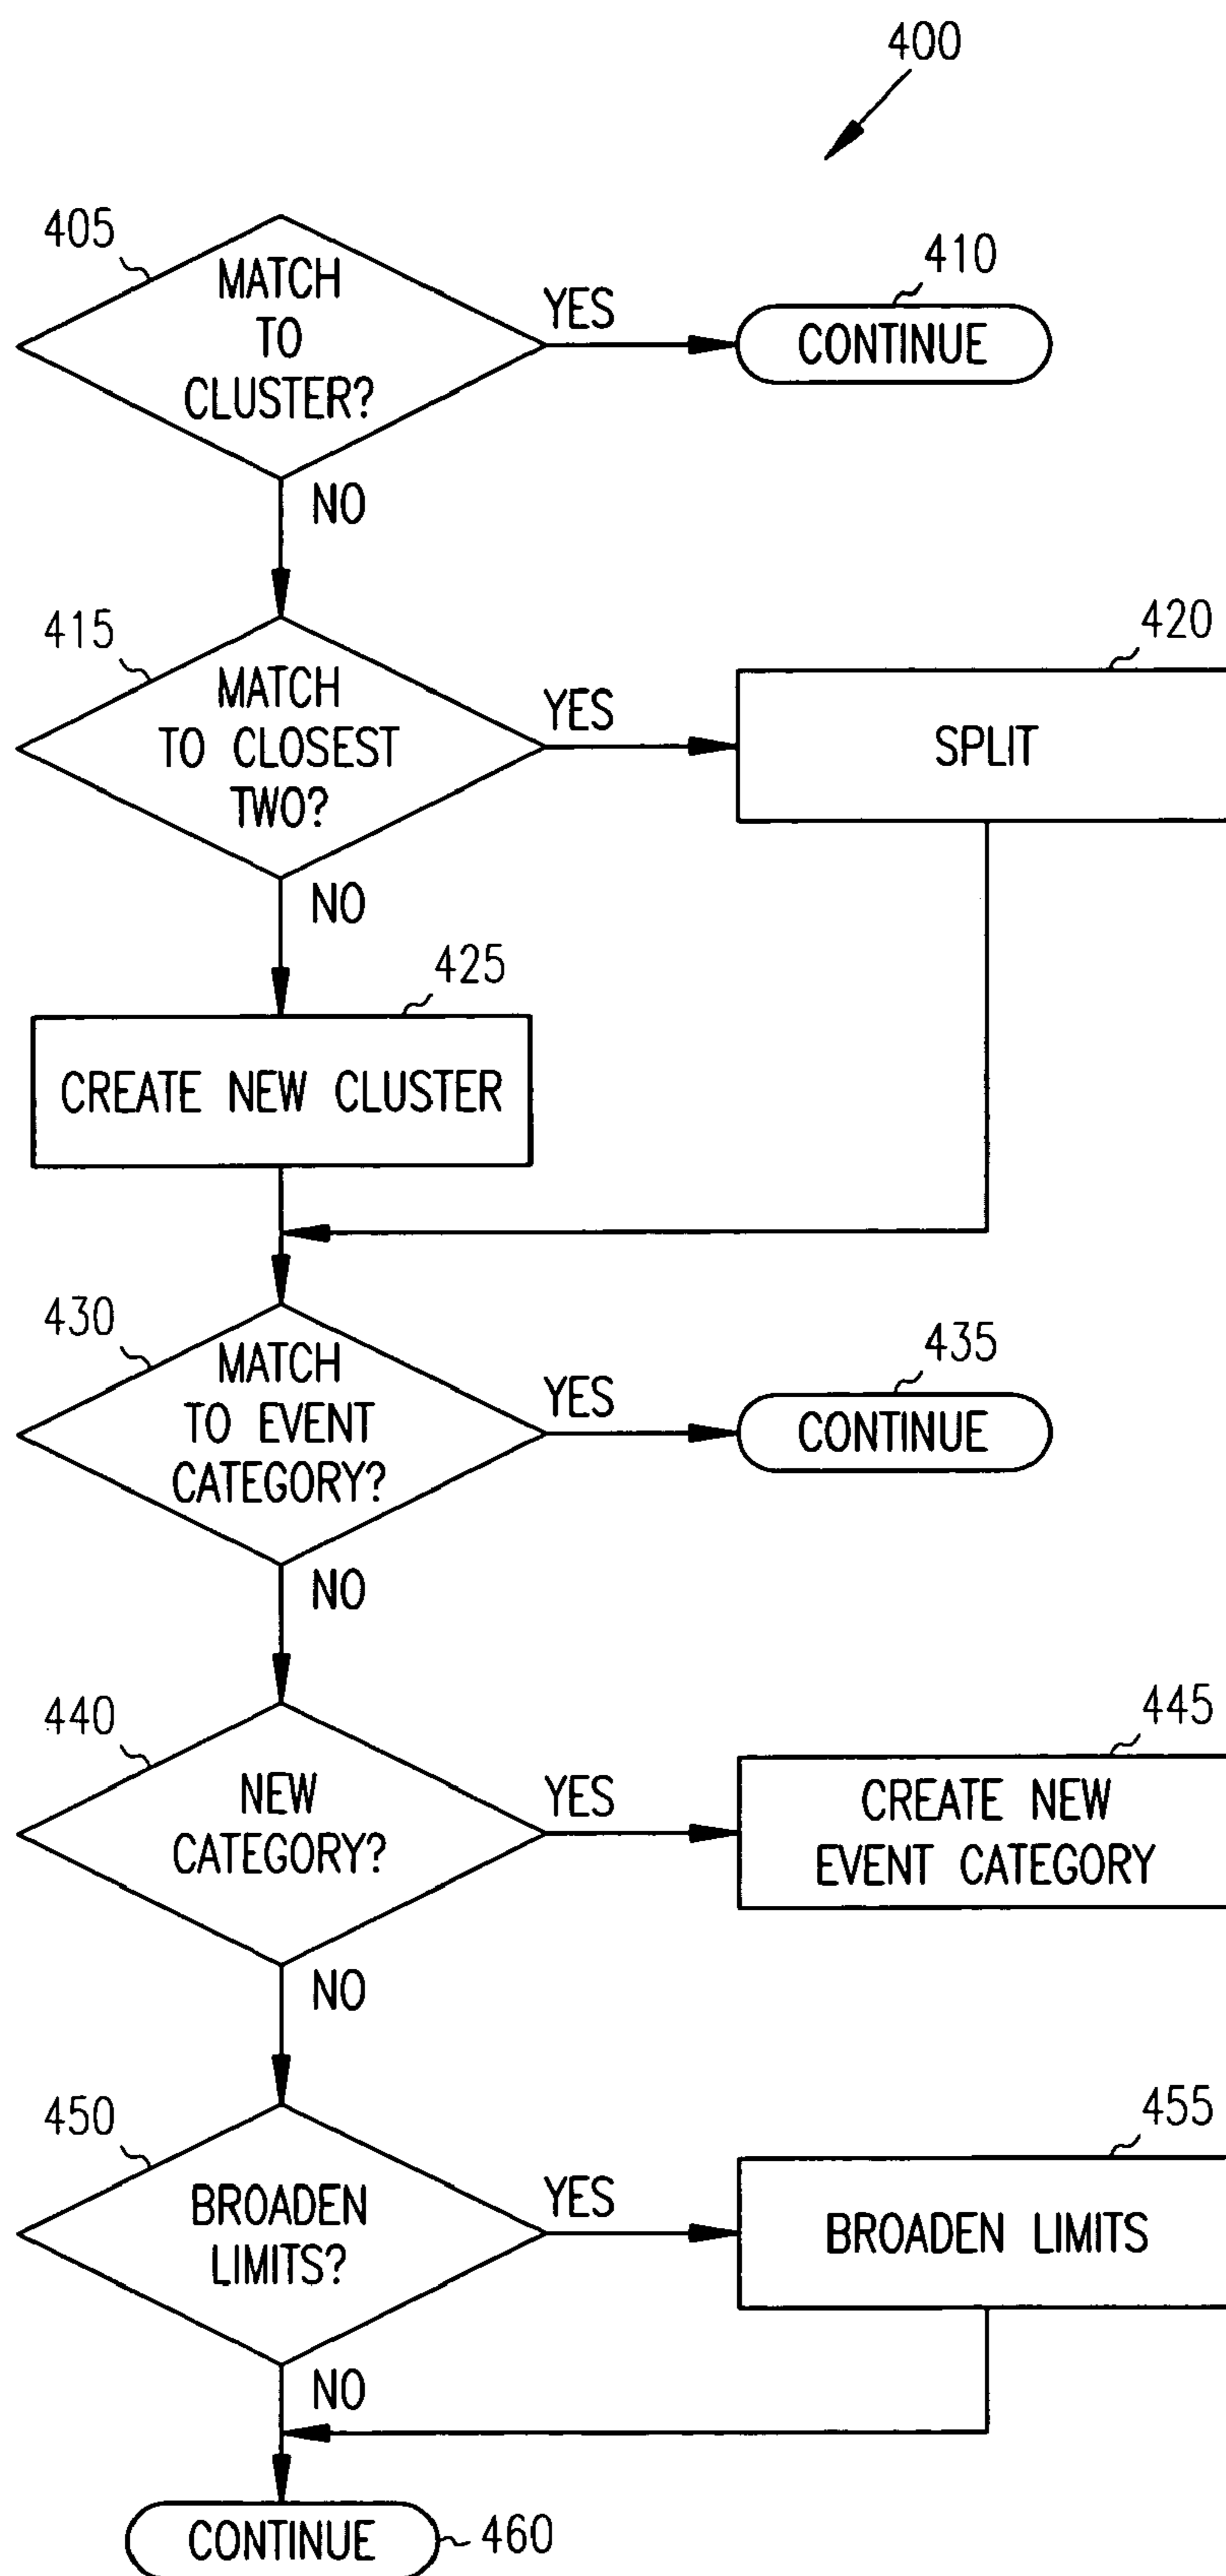 400
405
MATCH
TO
CLUSTER?
YES
410
CONTINUE
NO
415
MATCH
TO CLOSEST
TWO?
YES
420
SPLIT
NO
425
CREATE NEW CLUSTER
430
MATCH
TO EVENT
CATEGORY?
YES
435
CONTINUE
NO
440
NEW
CATEGORY?
YES
445
CREATE NEW
EVENT CATEGORY
NO
450
BROADEN
LIMITS?
YES
455
BROADEN LIMITS
NO
CONTINUE
460